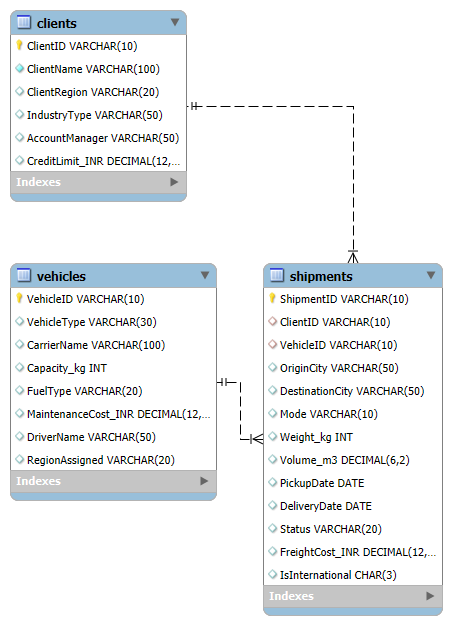 clients
ClientID VARCHAR(10)
ClientName VARCHAR(100)
ClientRegion VARCHAR(20)
IndustryType VARCHAR(50)
AccountManager VARCHAR(50)
CreditLimit_INR DECIMAL(12,...
Indexes
vehicles
VehicleID VARCHAR(10)
VehicleType VARCHAR(30)
CarrierName VARCHAR(100)
Capacity_kg INT
FuelType VARCHAR(20)
MaintenanceCost_INR DECIMAL(12,...
DriverName VARCHAR(50)
RegionAssigned VARCHAR(20)
Indexes
shipments
ShipmentID VARCHAR(10)
ClientID VARCHAR(10)
VehicleID VARCHAR(10)
OriginCity VARCHAR(50)
DestinationCity VARCHAR(50)
Mode VARCHAR(10)
Weight_kg INT
Volume_m3 DECIMAL(6,2)
PickupDate DATE
DeliveryDate DATE
Status VARCHAR(20)
FreightCost_INR DECIMAL(12,...
IsInternational CHAR(3)
Indexes